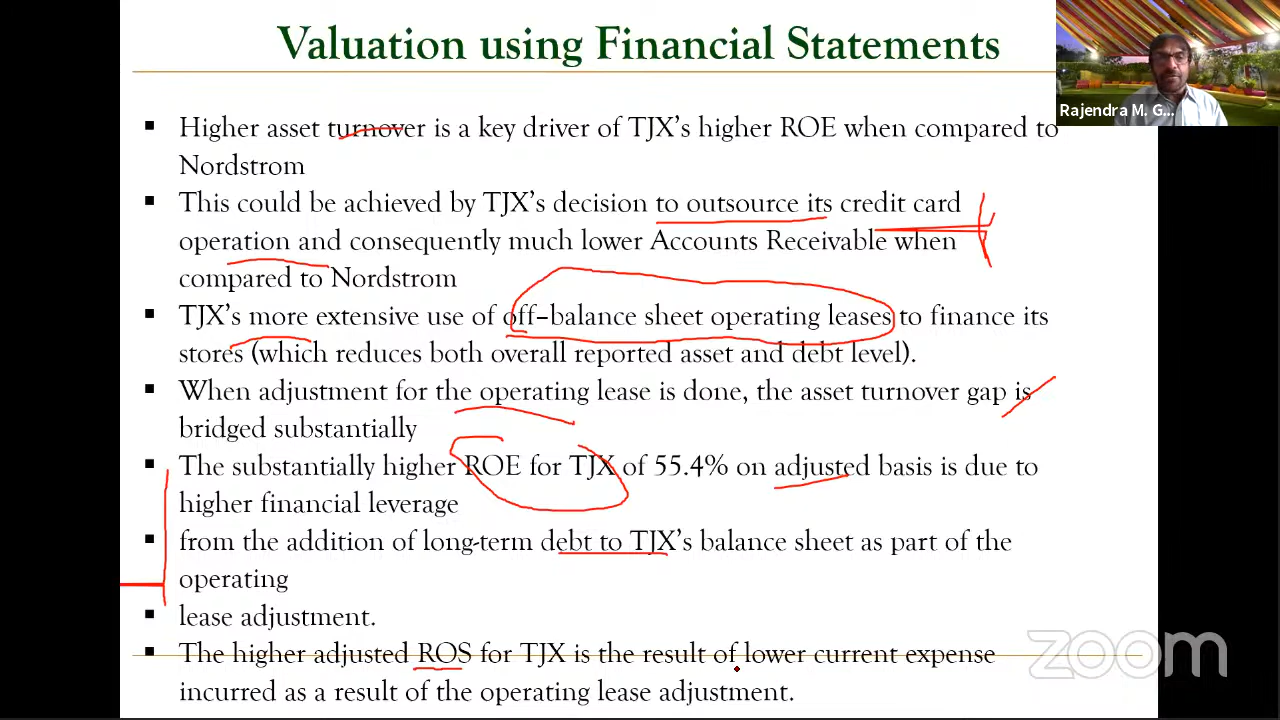 Valuation using Financial Statements
Rajendra M. G...
▪ Higher asset turnover is a key driver of TJX's higher ROE when compared to
Nordstrom
▪ This could be achieved by TJX's decision to outsource its credit card
operation and consequently much lower Accounts Receivable when
compared to Nordstrom
▪ TJX's more extensive use of off–balance sheet operating leases to finance its
stores (which reduces both overall reported asset and debt level).
▪ When adjustment for the operating lease is done, the asset turnover gap is
bridged substantially
▪ The substantially higher ROE for TJX of 55.4% on adjusted basis is due to
higher financial leverage
▪ from the addition of long-term debt to TJX's balance sheet as part of the
operating
▪ lease adjustment.
▪ The higher adjusted ROS for TJX is the result of lower current expense
incurred as a result of the operating lease adjustment.
zoom